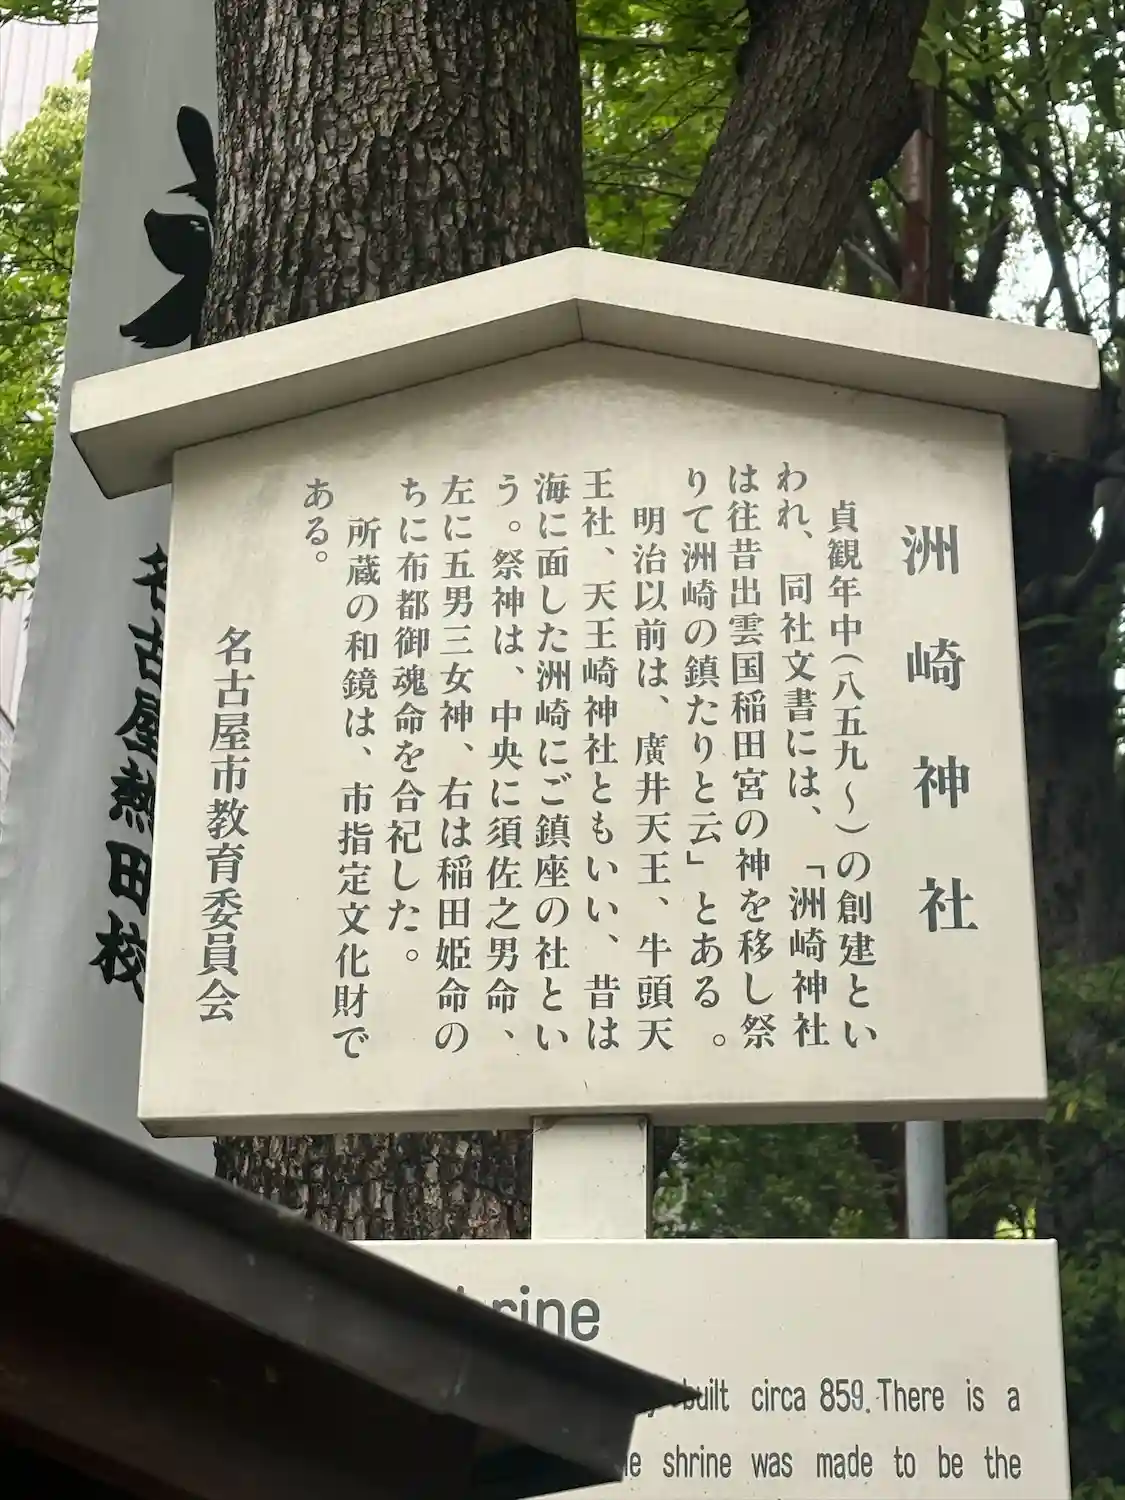 洲崎神社
貞観年中(八五九～)の創建とい
われ、同社文書には、「洲崎神社
は往昔出雲国稲田宮の神を移し祭
りて洲崎の鎮たりと云」とある。
明治以前は、廣井天王、牛頭天
王社、天王崎神社ともいい、昔は
海に面した洲崎にご鎮座の社とい
う。祭神は、中央に須佐之男命、
左に五男三女神、右は稲田姫命の
ちに布都御魂命を合祀した。
所蔵の和鏡は、市指定文化財で
ある。
名古屋市教育委員会
名古屋熱田校
built circa 859. There is a
shrine was made to be the